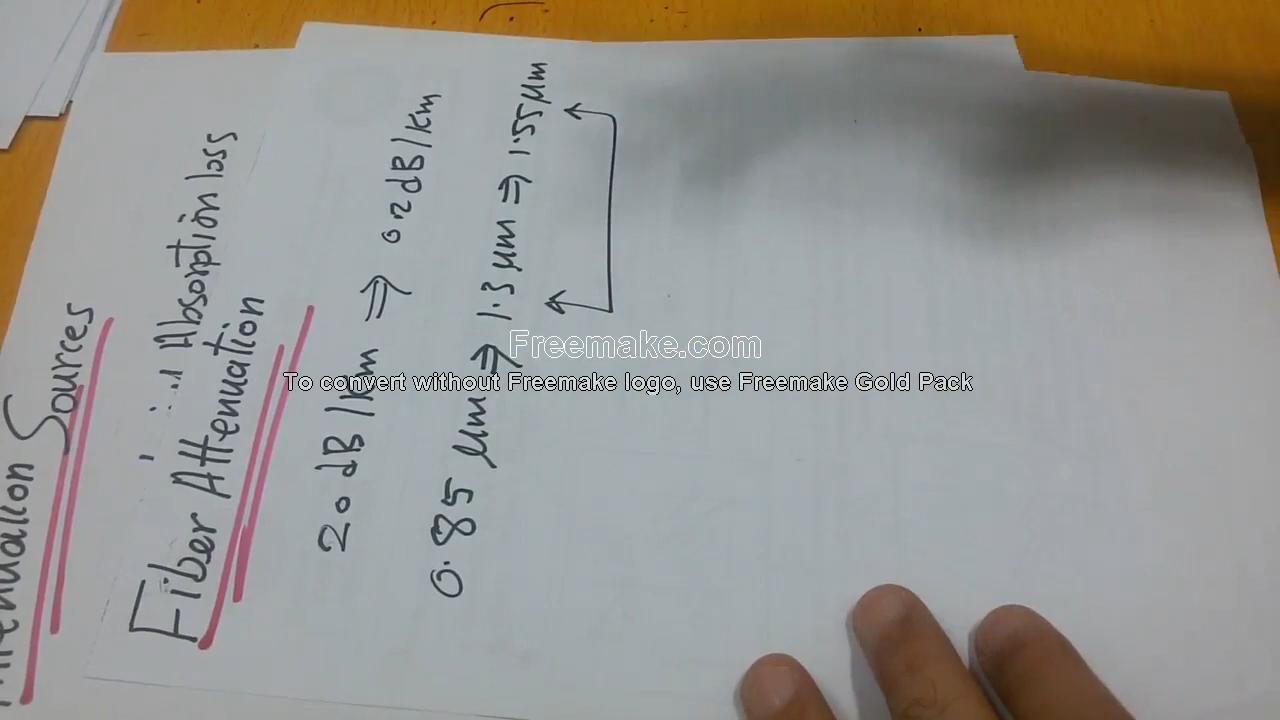 Attenuation Sources
Absorption loss
Fiber Attenuation
20 dB/km ⇒ 0.2 dB/km
0.85 μm ⇒ 1.3 μm ⇒ 1.55 μm
Freemake.com
To convert without Freemake logo, use Freemake Gold Pack